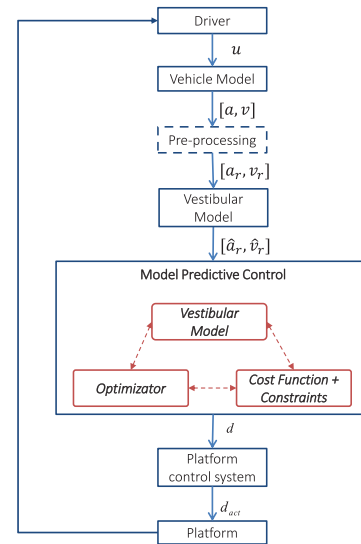 Driver
u
Vehicle Model
[a, v]
Pre-processing
[a_r, v_r]
Vestibular
Model
[â_r, v̂_r]
Model Predictive Control
Vestibular
Model
Optimizator
Cost Function +
Constraints
d
Platform
control system
d_act
Platform